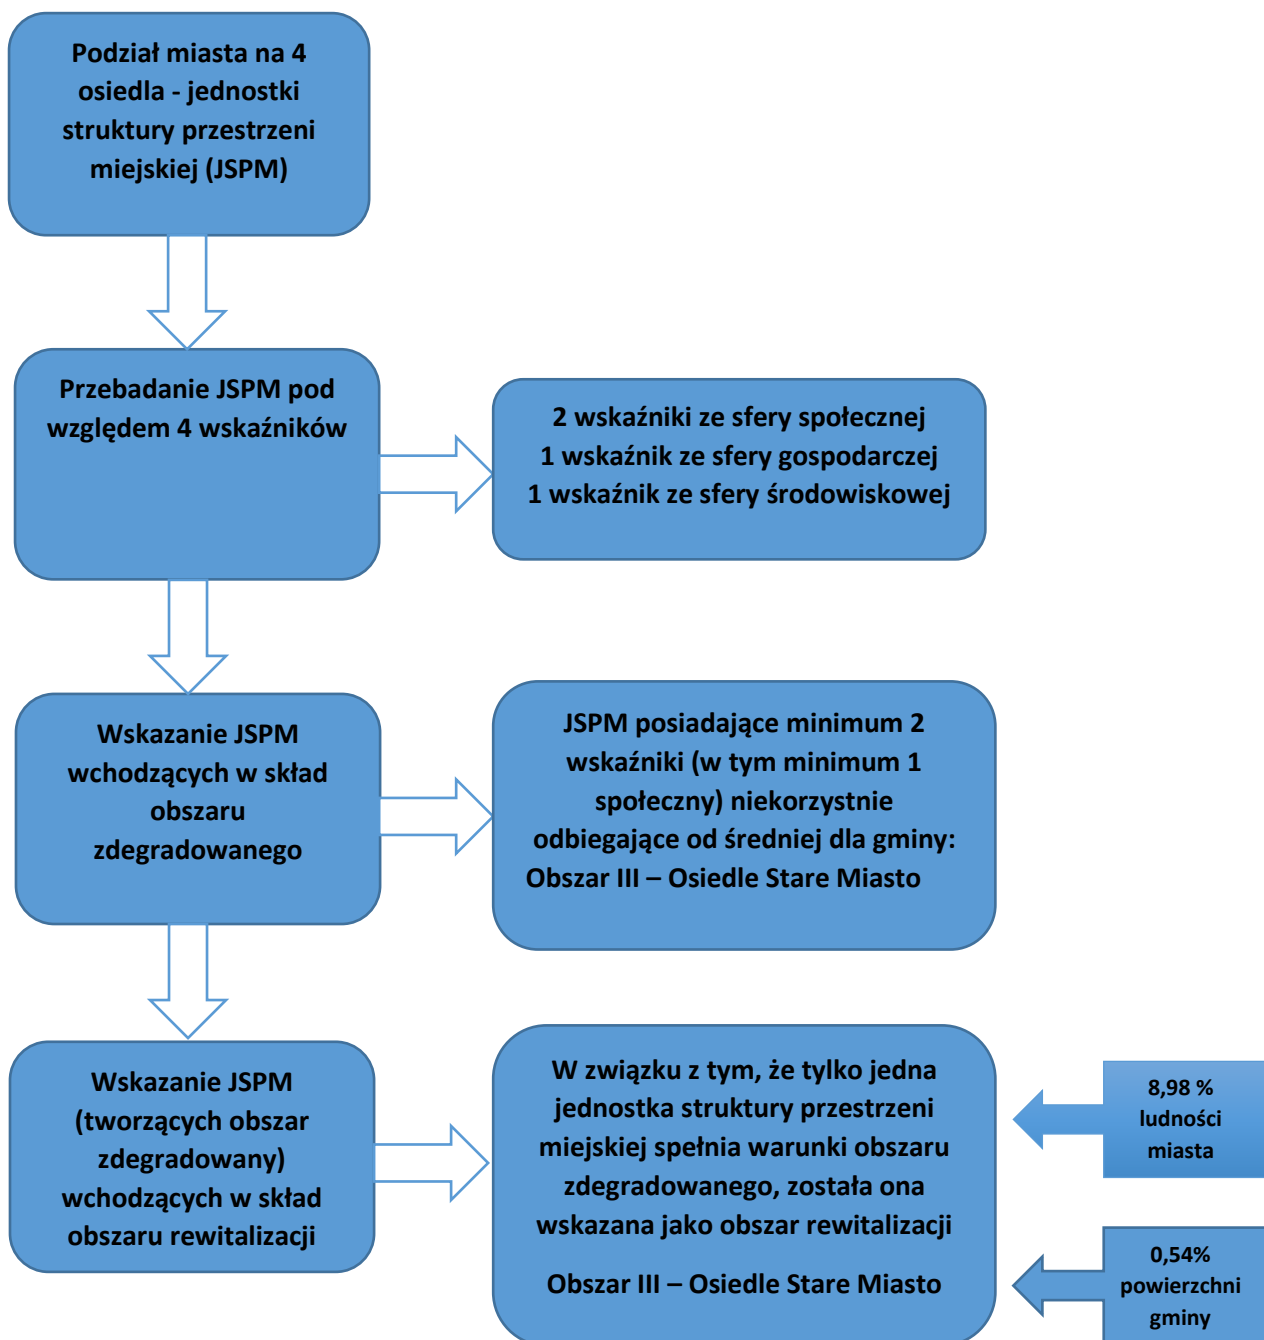 Podział miasta na 4
osiedla - jednostki
struktury przestrzeni
miejskiej (JSPM)
Przebadanie JSPM pod
względem 4 wskaźników
2 wskaźniki ze sfery społecznej
1 wskaźnik ze sfery gospodarczej
1 wskaźnik ze sfery środowiskowej
Wskazanie JSPM
wchodzących w skład
obszaru
zdegradowanego
JSPM posiadające minimum 2
wskaźniki (w tym minimum 1
społeczny) niekorzystnie
odbiegające od średniej dla gminy:
Obszar III – Osiedle Stare Miasto
Wskazanie JSPM
(tworzących obszar
zdegradowany)
wchodzących w skład
obszaru rewitalizacji
W związku z tym, że tylko jedna
jednostka struktury przestrzeni
miejskiej spełnia warunki obszaru
zdegradowanego, została ona
wskazana jako obszar rewitalizacji
Obszar III – Osiedle Stare Miasto
8,98 %
ludności
miasta
0,54%
powierzchni
gminy